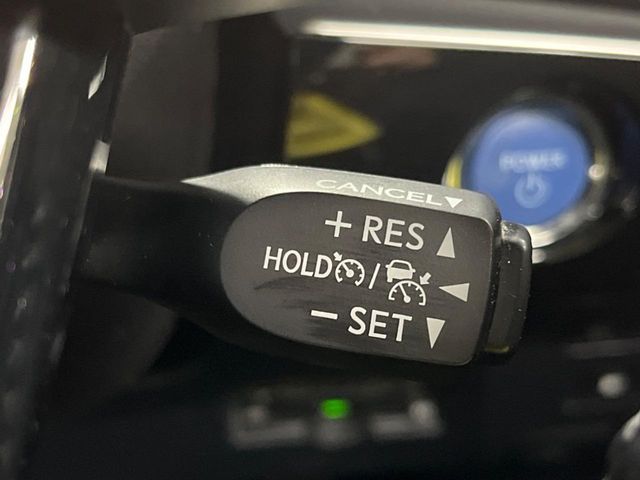 CANCEL▼
+ RES ▲
HOLD / ◀
− SET ▼
POWER